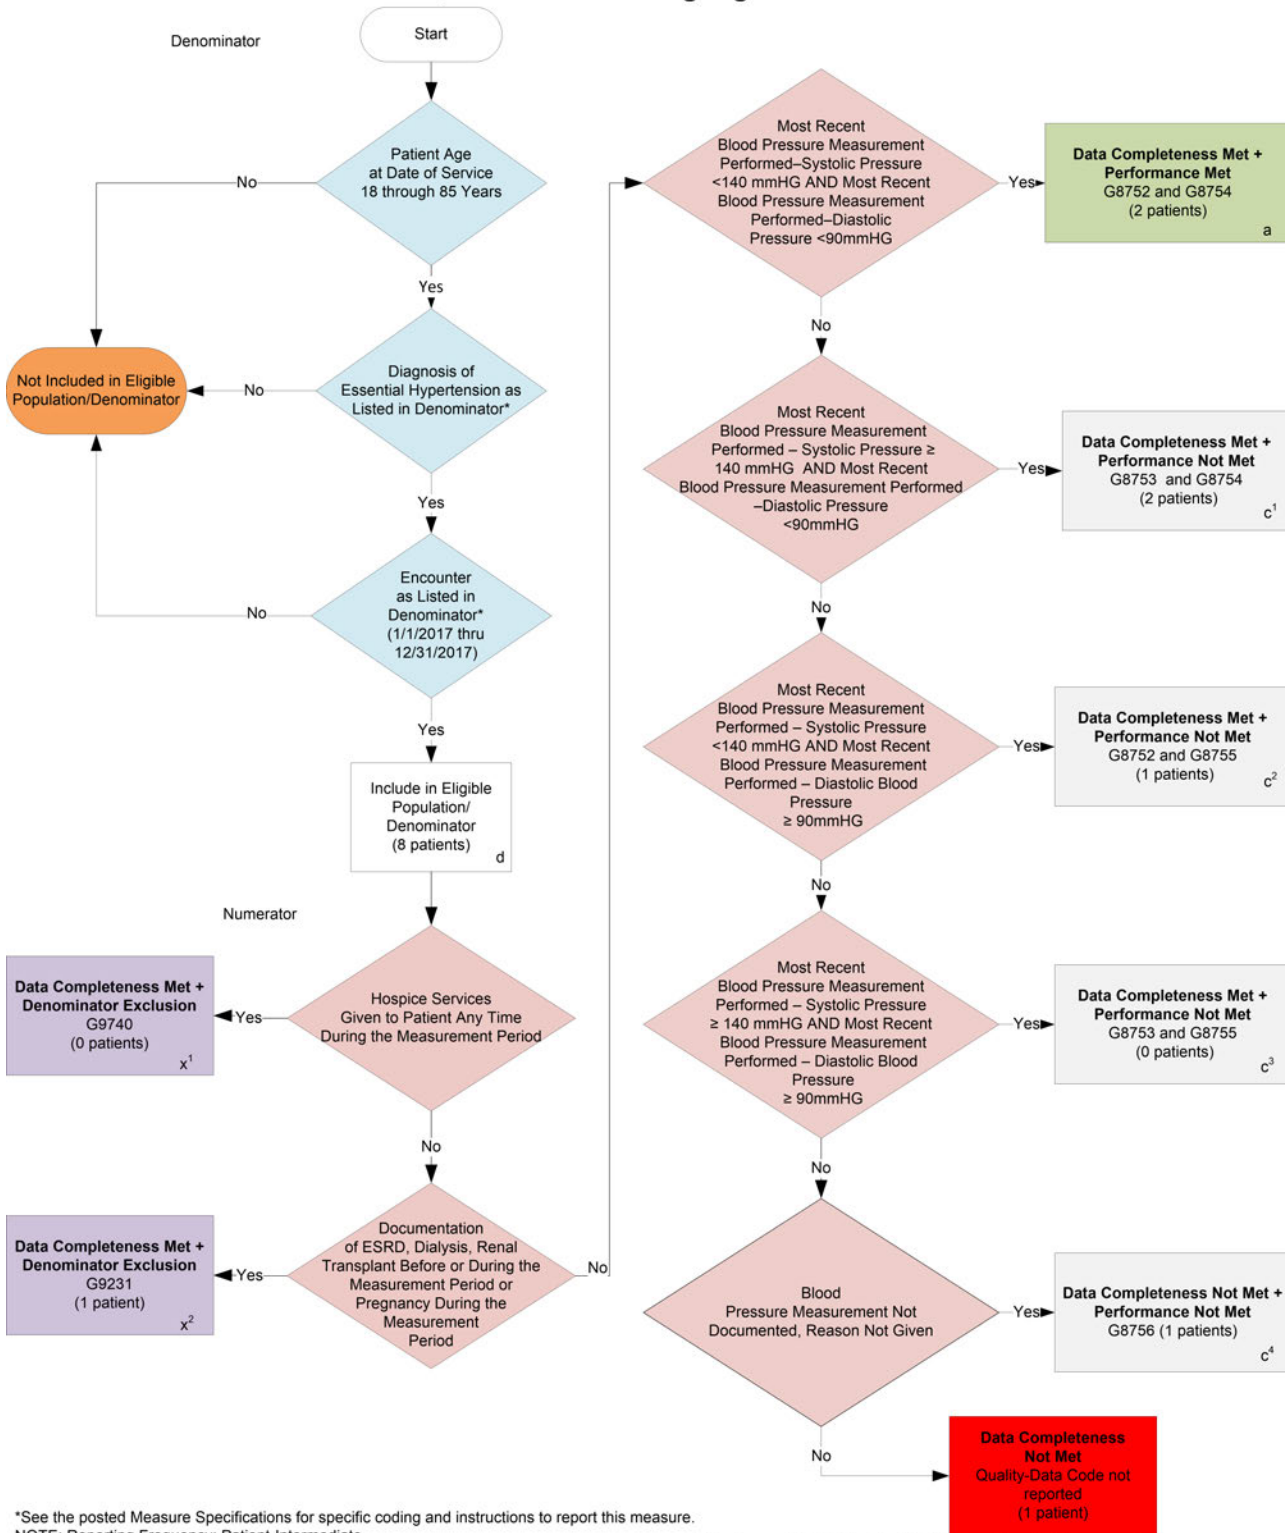 Denominator
Start
Patient Age
at Date of Service
18 through 85 Years
No
Yes
Not Included in Eligible
Population/Denominator
No
Diagnosis of
Essential Hypertension as
Listed in Denominator*
Yes
No
Encounter
as Listed in
Denominator*
(1/1/2017 thru
12/31/2017)
Yes
Include in Eligible
Population/
Denominator
(8 patients)
d
Numerator
Data Completeness Met +
Denominator Exclusion
G9740
(0 patients)
x1
Yes
Hospice Services
Given to Patient Any Time
During the Measurement Period
No
Data Completeness Met +
Denominator Exclusion
G9231
(1 patient)
x2
Yes
Documentation
of ESRD, Dialysis, Renal
Transplant Before or During the
Measurement Period or
Pregnancy During the
Measurement
Period
No
Most Recent
Blood Pressure Measurement
Performed–Systolic Pressure
<140 mmHG AND Most Recent
Blood Pressure Measurement
Performed–Diastolic
Pressure <90mmHG
Yes
Data Completeness Met +
Performance Met
G8752 and G8754
(2 patients)
a
No
Most Recent
Blood Pressure Measurement
Performed – Systolic Pressure ≥
140 mmHG AND Most Recent
Blood Pressure Measurement Performed
–Diastolic Pressure
<90mmHG
Yes
Data Completeness Met +
Performance Not Met
G8753 and G8754
(2 patients)
c1
No
Most Recent
Blood Pressure Measurement
Performed – Systolic Pressure
<140 mmHG AND Most Recent
Blood Pressure Measurement
Performed – Diastolic Blood
Pressure
≥ 90mmHG
Yes
Data Completeness Met +
Performance Not Met
G8752 and G8755
(1 patients)
c2
No
Most Recent
Blood Pressure Measurement
Performed – Systolic Pressure
≥ 140 mmHG AND Most Recent
Blood Pressure Measurement
Performed – Diastolic Blood
Pressure
≥ 90mmHG
Yes
Data Completeness Met +
Performance Not Met
G8753 and G8755
(0 patients)
c3
No
Blood
Pressure Measurement Not
Documented, Reason Not Given
Yes
Data Completeness Not Met +
Performance Not Met
G8756 (1 patients)
c4
No
Data Completeness
Not Met
Quality-Data Code not
reported
(1 patient)
*See the posted Measure Specifications for specific coding and instructions to report this measure.
NOTE: Reporting Frequency: Patient-Intermediate